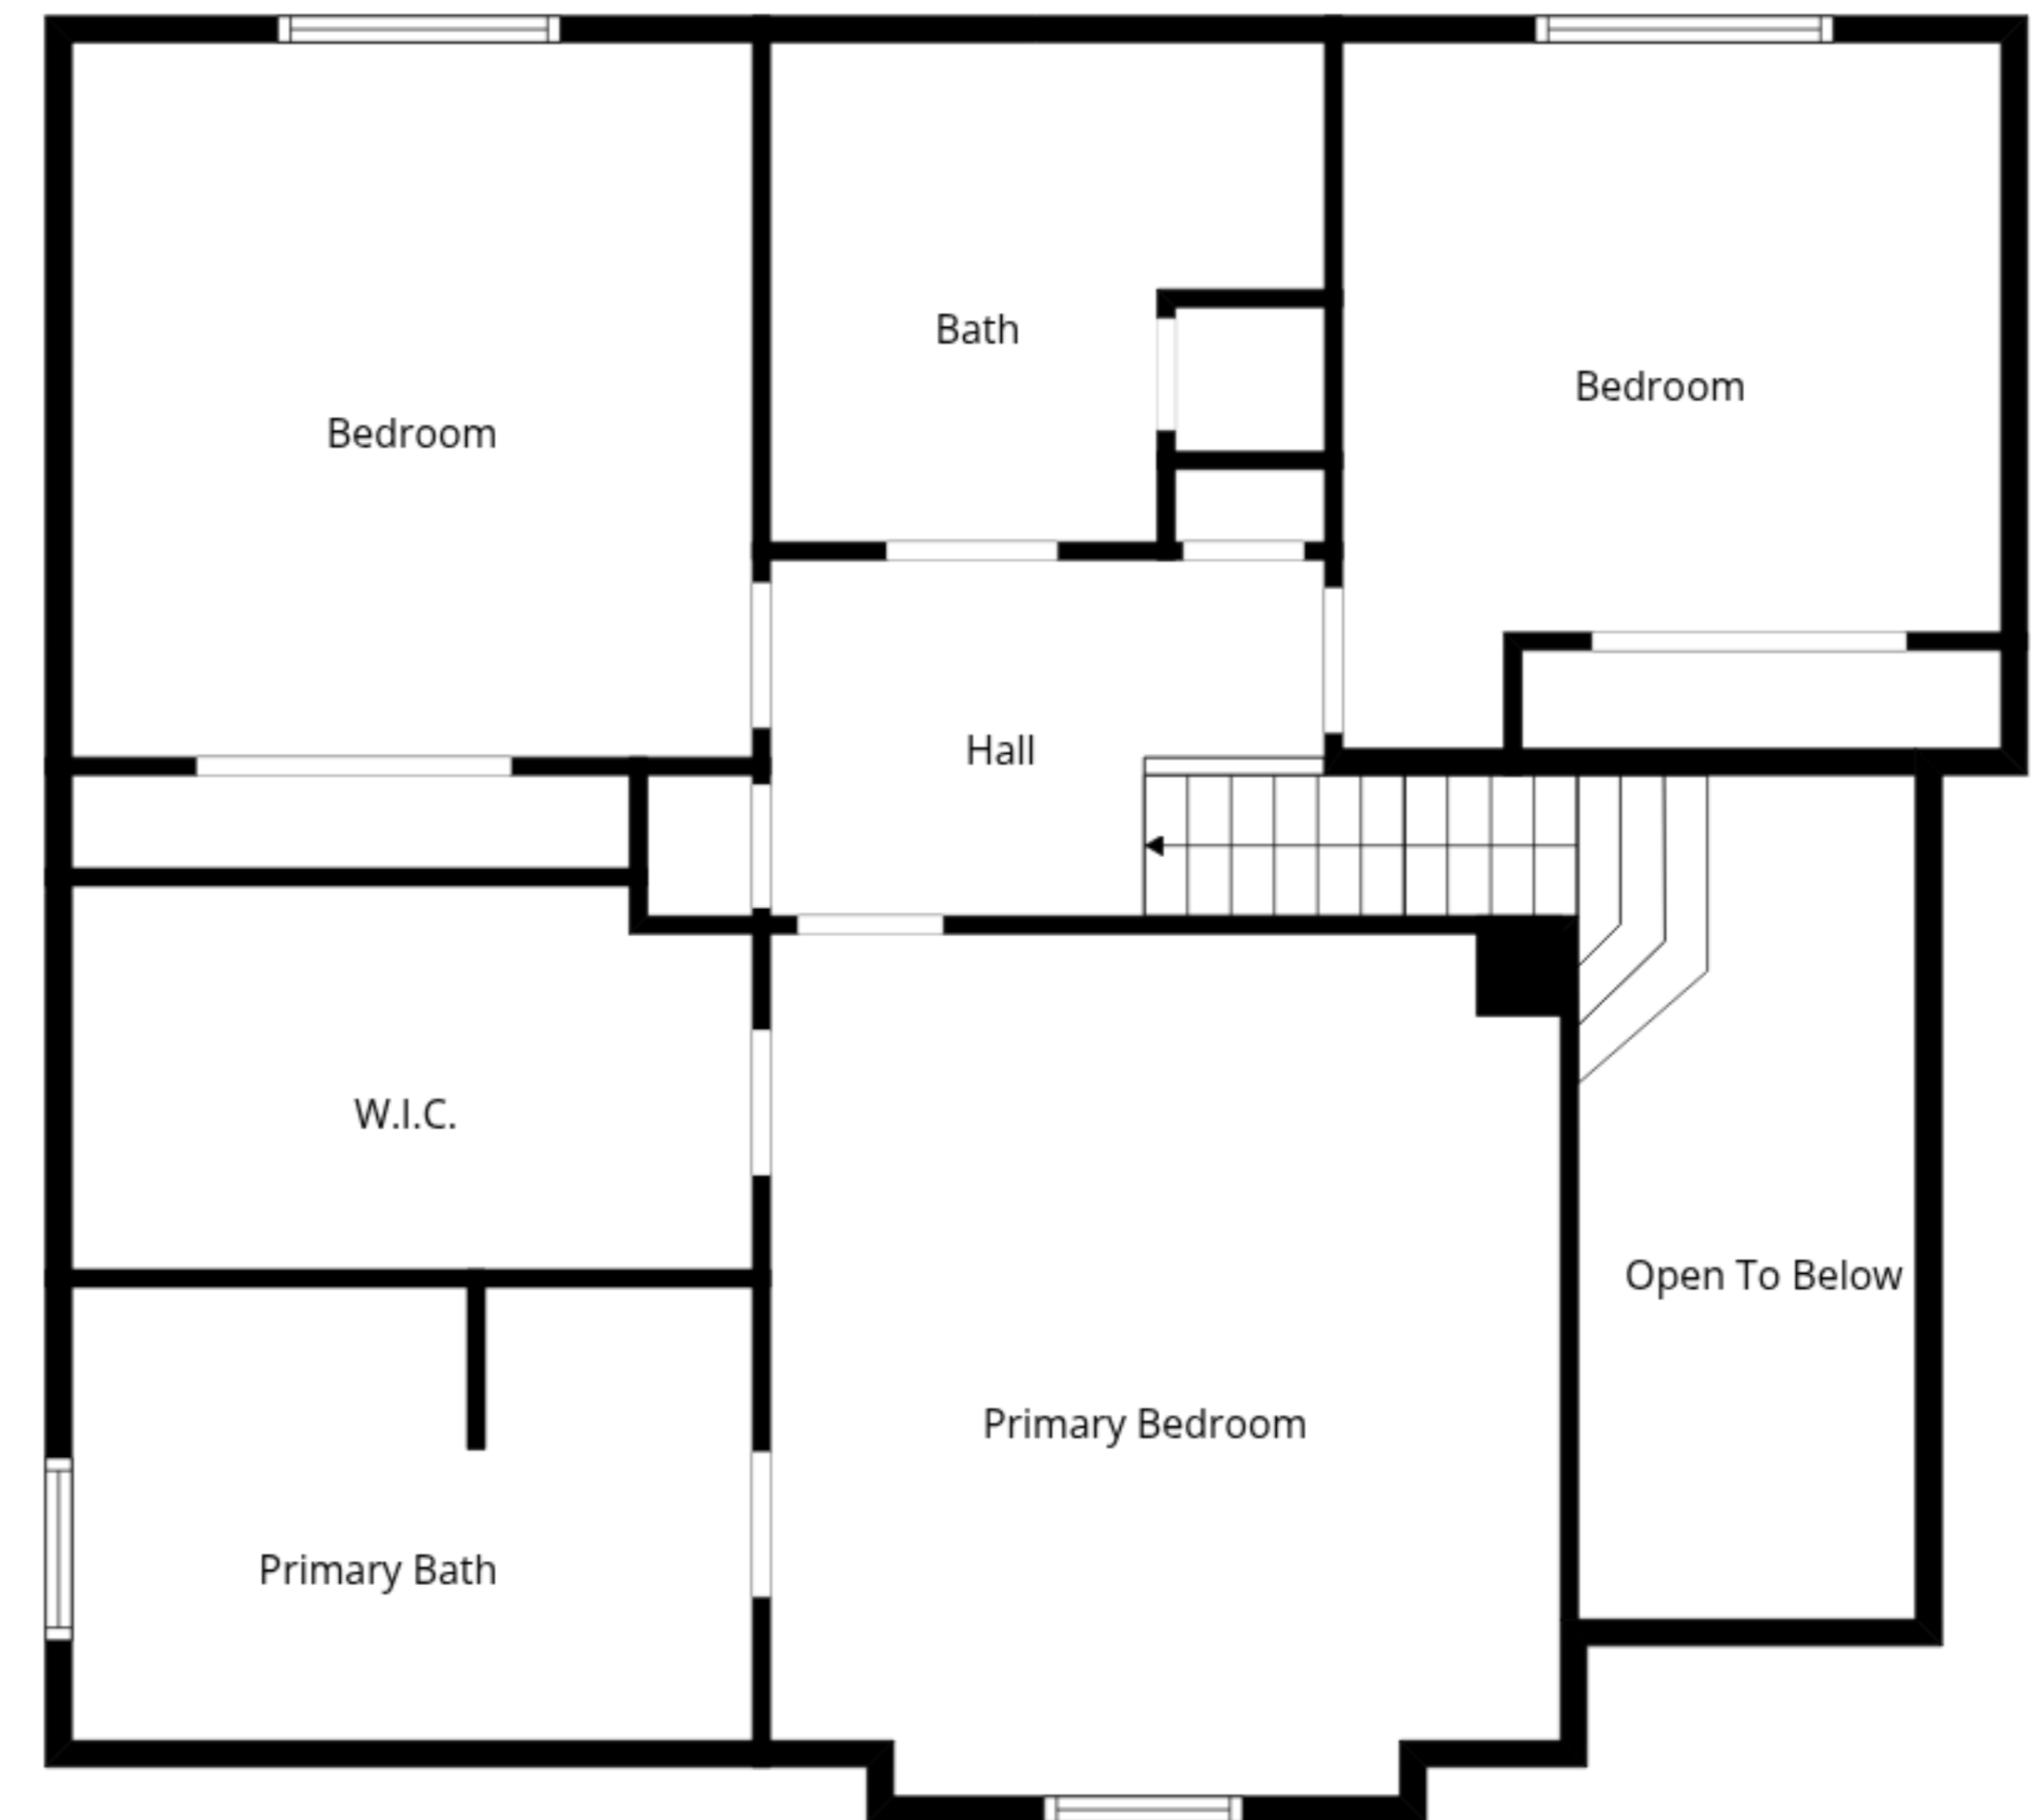 Bath
Bedroom
Bedroom
Hall
W.I.C.
Open To Below
Primary Bedroom
Primary Bath